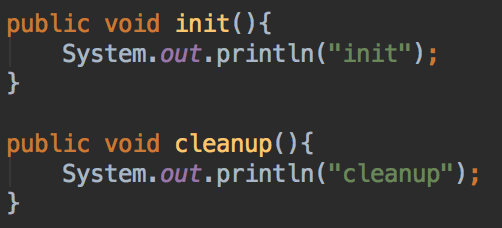 public void init(){
    System.out.println("init");
}
public void cleanup(){
    System.out.println("cleanup");
}